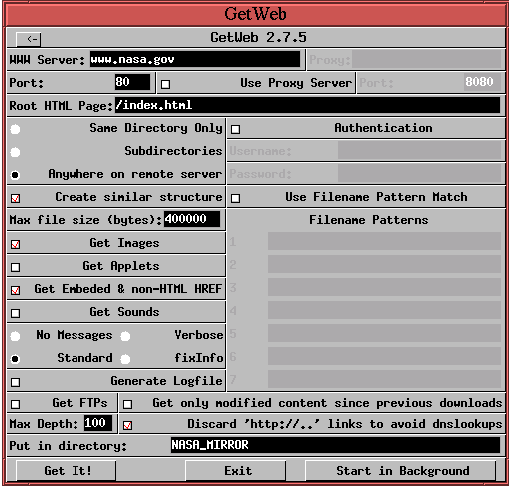 GetWeb
<- GetWeb 2.7.5
WWW Server: www.nasa.gov Proxy:
Port: 80 Use Proxy Server Port: 8080
Root HTML Page: /index.html
Same Directory Only Authentication
Subdirectories Username:
Anywhere on remote server Password:
Create similar structure Use Filename Pattern Match
Max file size (bytes): 400000 Filename Patterns
Get Images 1
Get Applets 2
Get Embeded & non-HTML HREF 3
Get Sounds 4
No Messages Verbose 5
Standard fixInfo 6
Generate Logfile 7
Get FTPs Get only modified content since previous downloads
Max Depth: 100 Discard 'http://..' links to avoid dnslookups
Put in directory: NASA_MIRROR
Get It! Exit Start in Background